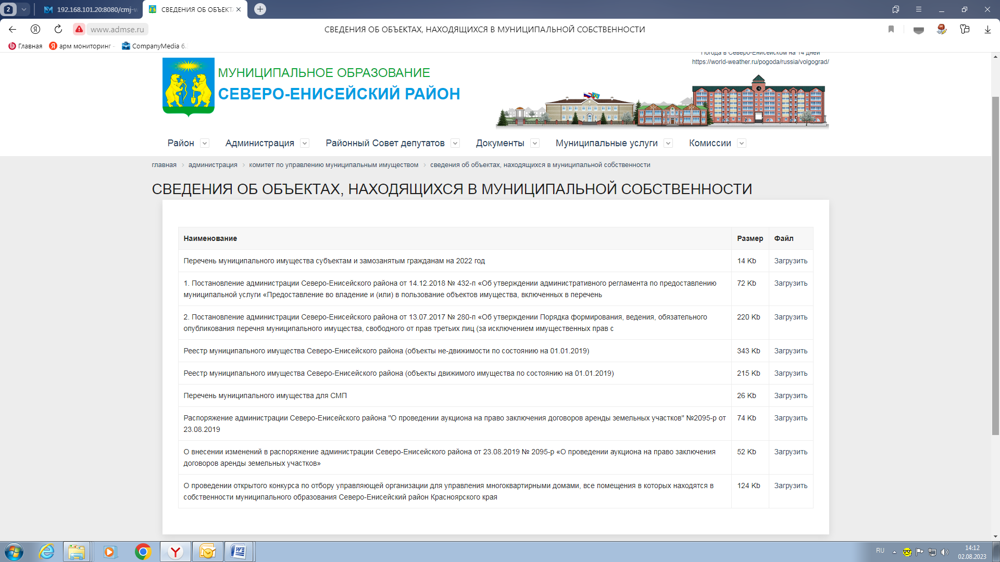 2
192.168.101.20:8080/cmj-w
СВЕДЕНИЯ ОБ ОБЪЕКТ
www.admse.ru
СВЕДЕНИЯ ОБ ОБЪЕКТАХ, НАХОДЯЩИХСЯ В МУНИЦИПАЛЬНОЙ СОБСТВЕННОСТИ
Главная
арм мониторинг -
CompanyMedia 6.
Погода в Северо-Енисейском на 14 дней
https://world-weather.ru/pogoda/russia/volgograd/
МУНИЦИПАЛЬНОЕ ОБРАЗОВАНИЕ
СЕВЕРО-ЕНИСЕЙСКИЙ РАЙОН
Район
Администрация
Районный Совет депутатов
Документы
Муниципальные услуги
Комиссии
главная › администрация › комитет по управлению муниципальным имуществом › сведения об объектах, находящихся в муниципальной собственности
СВЕДЕНИЯ ОБ ОБЪЕКТАХ, НАХОДЯЩИХСЯ В МУНИЦИПАЛЬНОЙ СОБСТВЕННОСТИ
Наименование Размер Файл
Перечень муниципального имущества субъектам и замозанятым гражданам на 2022 год 14 Kb Загрузить
1. Постановление администрации Северо-Енисейского района от 14.12.2018 № 432-п «Об утверждении административного регламента по предоставлению 72 Kb Загрузить
муниципальной услуги «Предоставление во владение и (или) в пользование объектов имущества, включенных в перечень
2. Постановление администрации Северо-Енисейского района от 13.07.2017 № 280-п «Об утверждении Порядка формирования, ведения, обязательного 220 Kb Загрузить
опубликования перечня муниципального имущества, свободного от прав третьих лиц (за исключением имущественных прав с
Реестр муниципального имущества Северо-Енисейского района (объекты не-движимости по состоянию на 01.01.2019) 343 Kb Загрузить
Реестр муниципального имущества Северо-Енисейского района (объекты движимого имущества по состоянию на 01.01.2019) 215 Kb Загрузить
Перечень муниципального имущества для СМП 26 Kb Загрузить
Распоряжение администрации Северо-Енисейского района "О проведении аукциона на право заключения договоров аренды земельных участков" №2095-р от 74 Kb Загрузить
23.08.2019
О внесении изменений в распоряжение администрации Северо-Енисейского района от 23.08.2019 № 2095-р «О проведении аукциона на право заключения 52 Kb Загрузить
договоров аренды земельных участков»
О проведении открытого конкурса по отбору управляющей организации для управления многоквартирными домами, все помещения в которых находятся в 124 Kb Загрузить
собственности муниципального образования Северо-Енисейский район Красноярского края
RU
14:12
02.08.2023